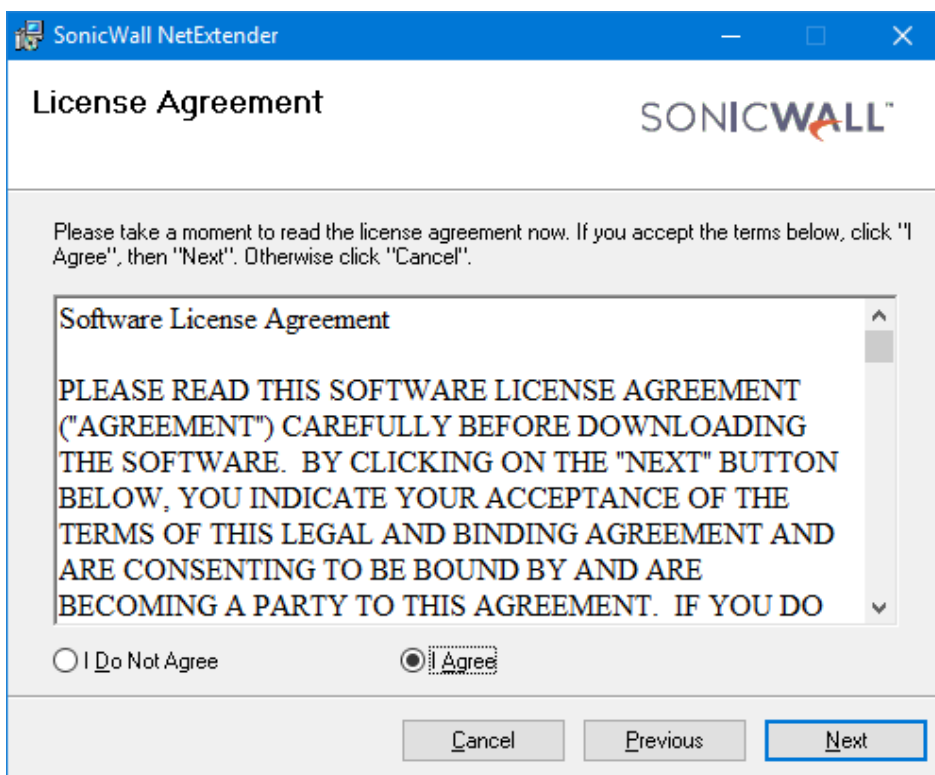 SonicWall NetExtender
License Agreement
SONICWALL™
Please take a moment to read the license agreement now. If you accept the terms below, click "I
Agree", then "Next". Otherwise click "Cancel".
Software License Agreement
PLEASE READ THIS SOFTWARE LICENSE AGREEMENT
("AGREEMENT") CAREFULLY BEFORE DOWNLOADING
THE SOFTWARE.  BY CLICKING ON THE "NEXT" BUTTON
BELOW, YOU INDICATE YOUR ACCEPTANCE OF THE
TERMS OF THIS LEGAL AND BINDING AGREEMENT AND
ARE CONSENTING TO BE BOUND BY AND ARE
BECOMING A PARTY TO THIS AGREEMENT.  IF YOU DO
I Do Not Agree I Agree
Cancel Previous Next